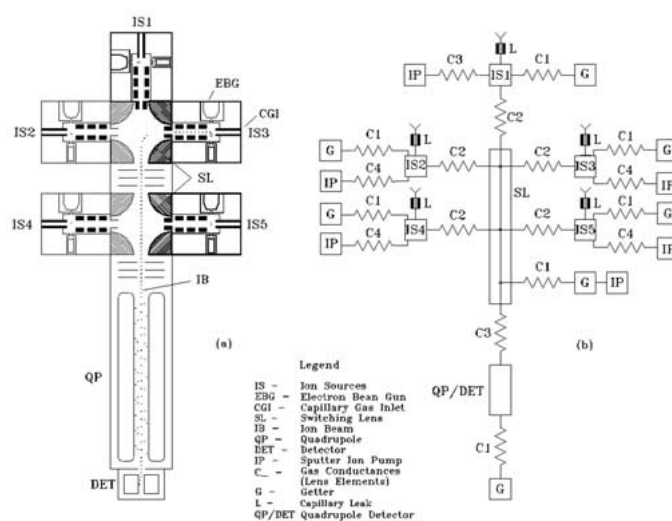 IS1
EBG
CGI
IS2
IS3
SL
IS4
IS5
IB
QP
(a)
DET
L
C3
C1
IP
IS1
G
C2
G
C1
L
IP
C4
IS2
C2
C2
L
C1
G
IS3
C4
IP
SL
G
C1
L
IP
C4
IS4
C2
C2
L
C1
G
IS5
C4
IP
C1
G
IP
C3
(b)
QP/DET
C1
G
Legend
IS - Ion Sources
EBG - Electron Bean Gun
CGI - Capillary Gas Inlet
SL - Switching Lens
IB - Ion Beam
QP - Quadrupole
DET - Detector
IP - Sputter Ion Pump
C_ - Gas Conductances
(Lens Elements)
G - Getter
L - Capillary Leak
QP/DET Quadrupole Detector